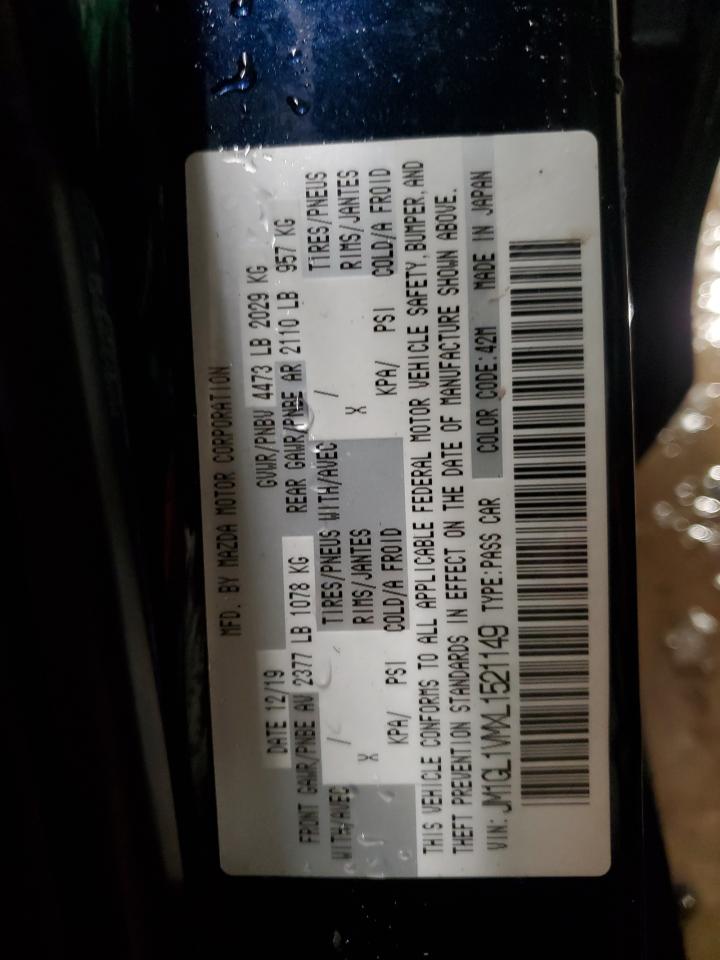 MFD. BY MAZDA MOTOR CORPORATION
DATE 12/19 GVWR/PNBV 4473 LB 2029 KG
FRONT GAWR/PNBE AV 2377 LB 1078 KG REAR GAWR/PNBE AR 2110 LB 957 KG
WITH/AVEC / TIRES/PNEUS WITH/AVEC / TIRES/PNEUS
X RIMS/JANTES X RIMS/JANTES
KPA/ PSI COLD/A FROID KPA/ PSI COLD/A FROID
THIS VEHICLE CONFORMS TO ALL APPLICABLE FEDERAL MOTOR VEHICLE SAFETY,BUMPER,AND
THEFT PREVENTION STANDARDS IN EFFECT ON THE DATE OF MANUFACTURE SHOWN ABOVE.
VIN: JM1GL1VMXL1521149 TYPE:PASS CAR COLOR CODE:42M MADE IN JAPAN